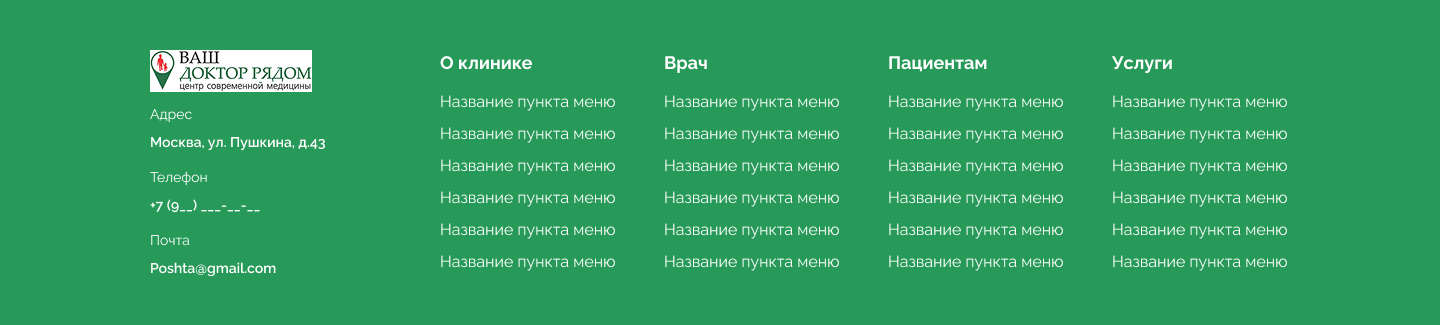 ВАШ
ДОКТОР РЯДОМ
центр современной медицины
Адрес
Москва, ул. Пушкина, д.43
Телефон
+7 (9__) ___-__-__
Почта
Poshta@gmail.com
О клинике
Название пункта меню
Название пункта меню
Название пункта меню
Название пункта меню
Название пункта меню
Название пункта меню
Врач
Название пункта меню
Название пункта меню
Название пункта меню
Название пункта меню
Название пункта меню
Название пункта меню
Пациентам
Название пункта меню
Название пункта меню
Название пункта меню
Название пункта меню
Название пункта меню
Название пункта меню
Услуги
Название пункта меню
Название пункта меню
Название пункта меню
Название пункта меню
Название пункта меню
Название пункта меню